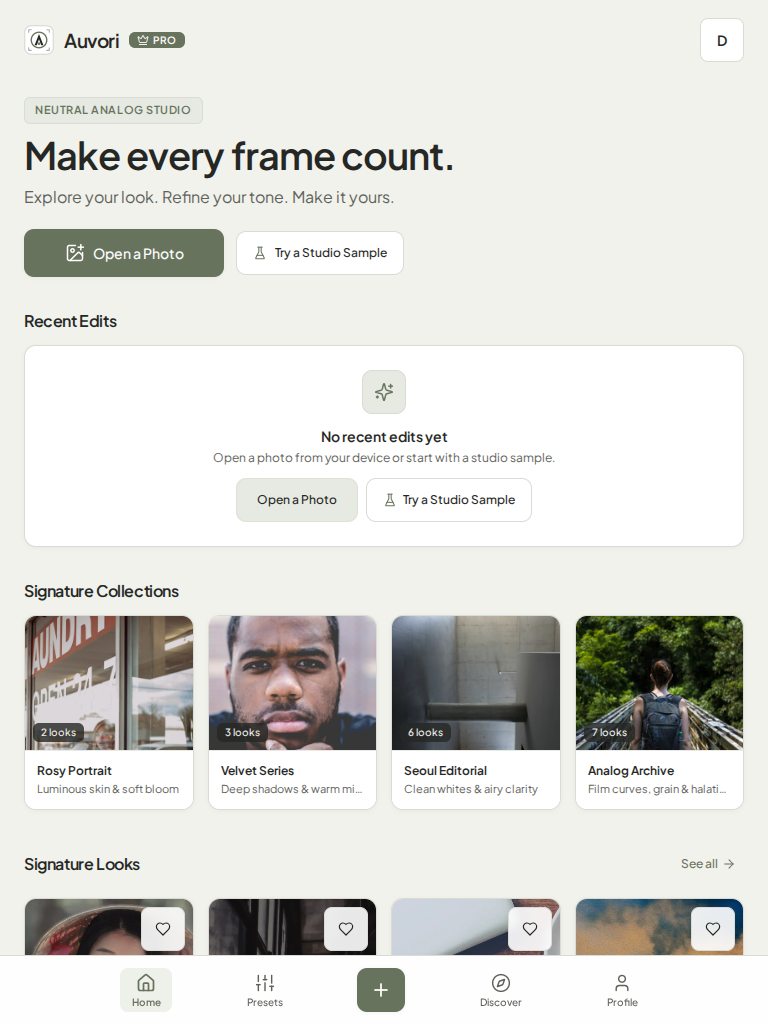 Auvori
PRO
D
NEUTRAL ANALOG STUDIO
Make every frame count.
Explore your look. Refine your tone. Make it yours.
Open a Photo
Try a Studio Sample
Recent Edits
No recent edits yet
Open a photo from your device or start with a studio sample.
Open a Photo
Try a Studio Sample
Signature Collections
AUNDR
OPEN 24 7
2 looks
3 looks
6 looks
7 looks
Rosy Portrait
Velvet Series
Seoul Editorial
Analog Archive
Luminous skin & soft bloom
Deep shadows & warm mi...
Clean whites & airy clarity
Film curves, grain & halati...
Signature Looks
See all
Home
Presets
Discover
Profile